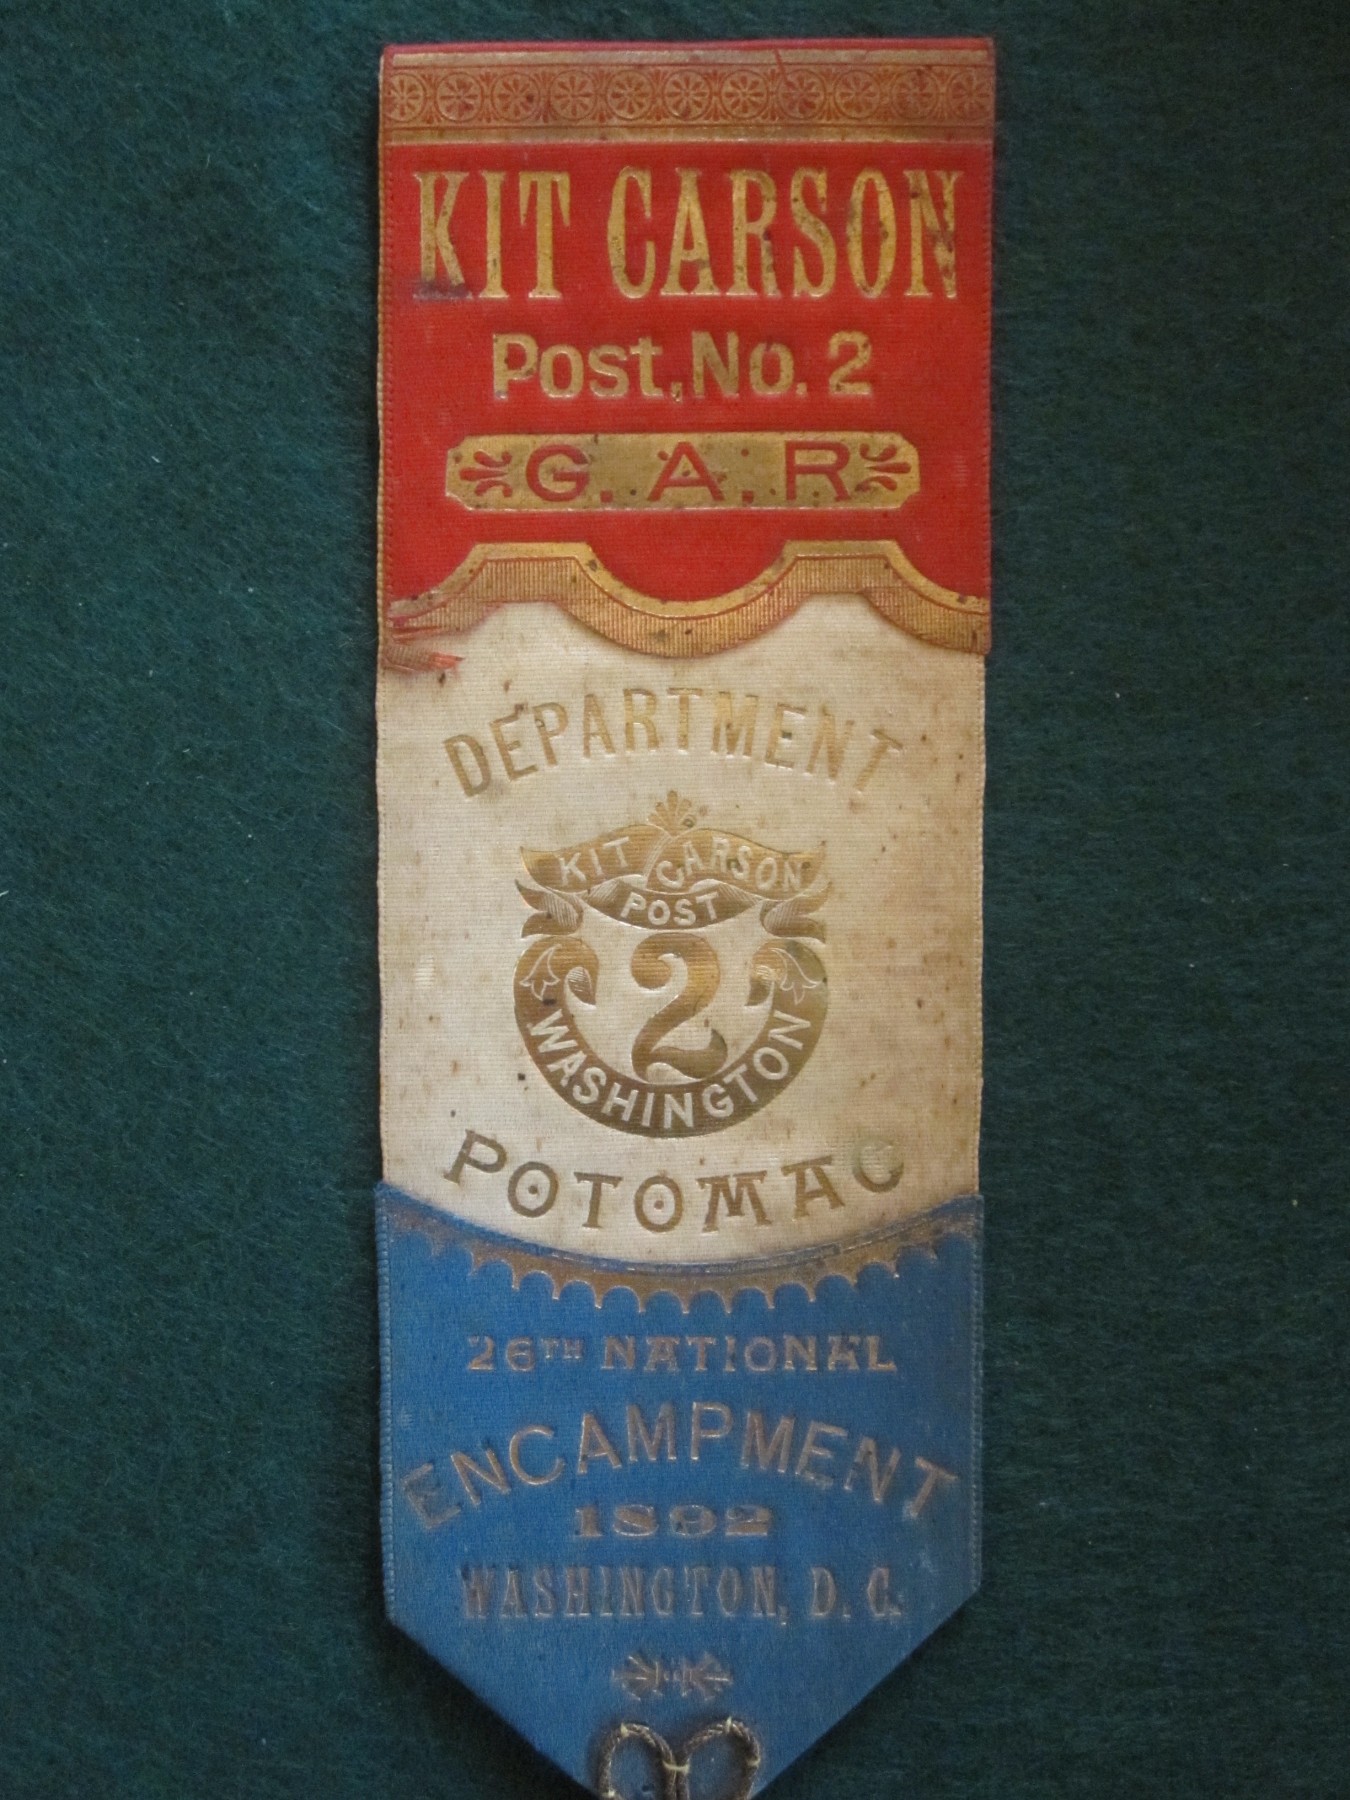 KIT CARSON
Post, No. 2
G. A. R
DEPARTMENT
KIT CARSON
POST
2
WASHINGTON
POTOMAC
26TH NATIONAL
ENCAMPMENT
1892
WASHINGTON, D. C.